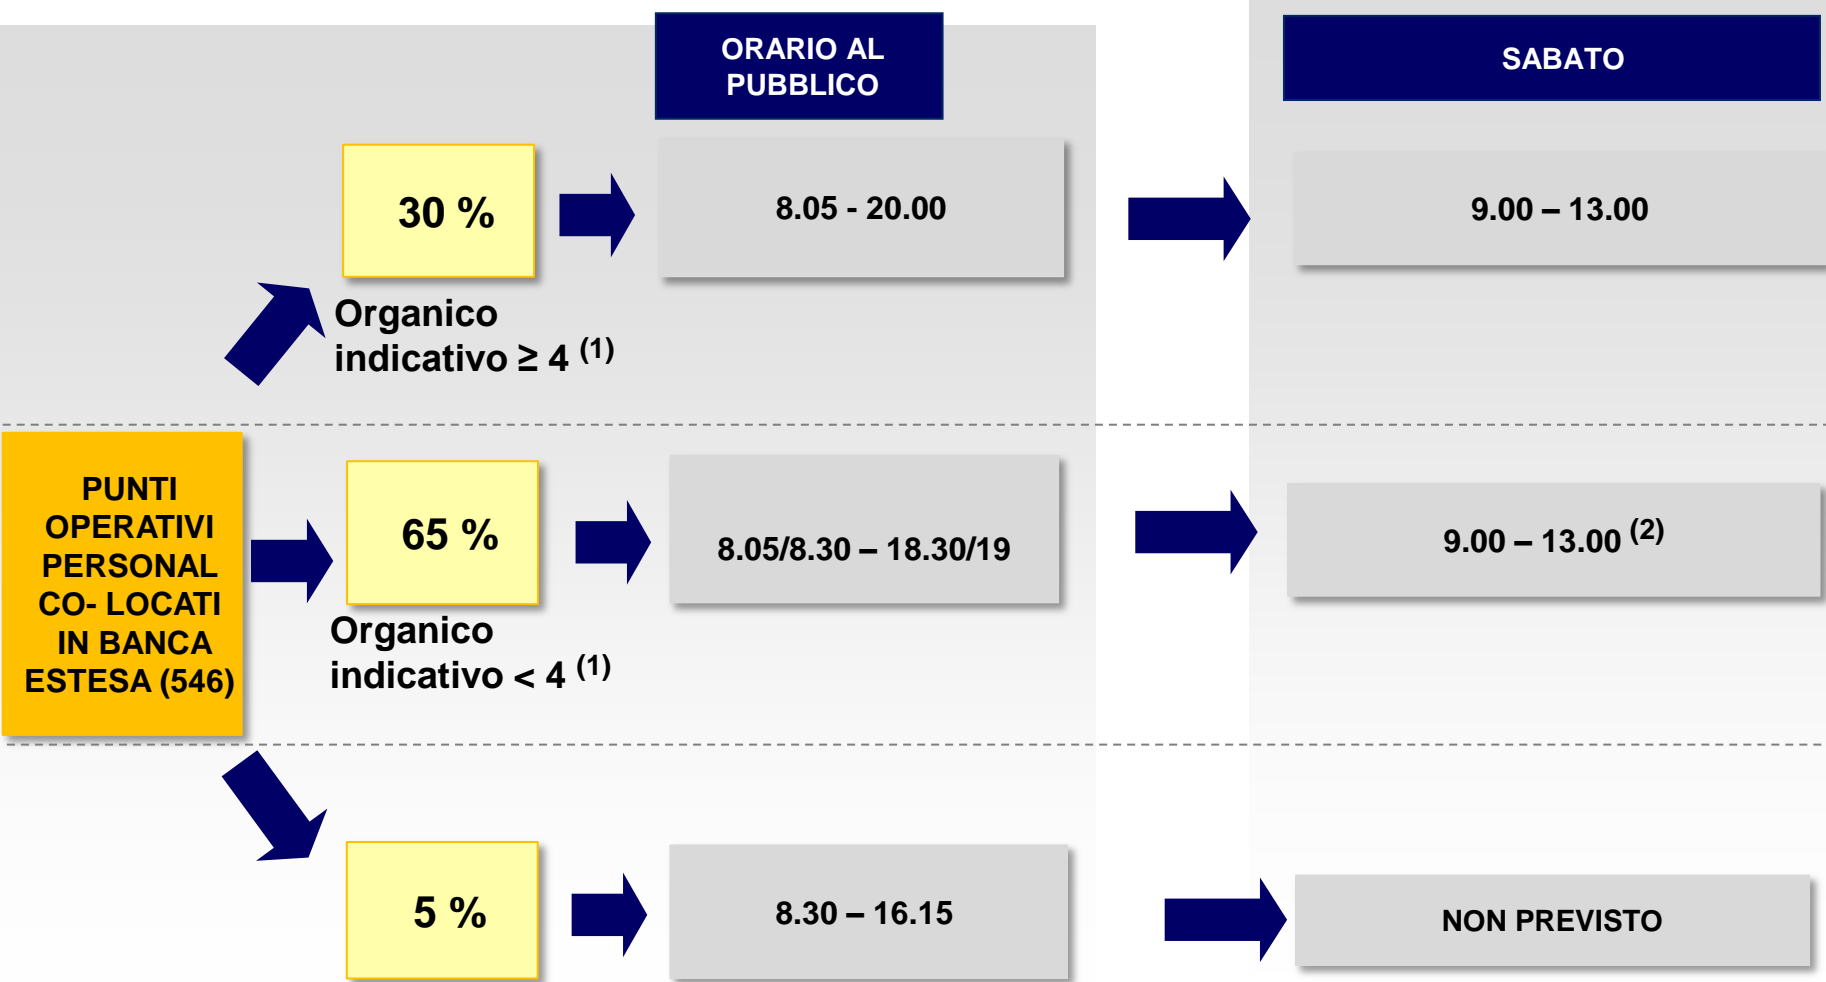 ORARIO AL
PUBBLICO
SABATO
30 %
8.05 - 20.00
9.00 – 13.00
Organico
indicativo ≥ 4 (1)
PUNTI
OPERATIVI
PERSONAL
CO- LOCATI
IN BANCA
ESTESA (546)
65 %
8.05/8.30 – 18.30/19
9.00 – 13.00 (2)
Organico
indicativo < 4 (1)
5 %
8.30 – 16.15
NON PREVISTO